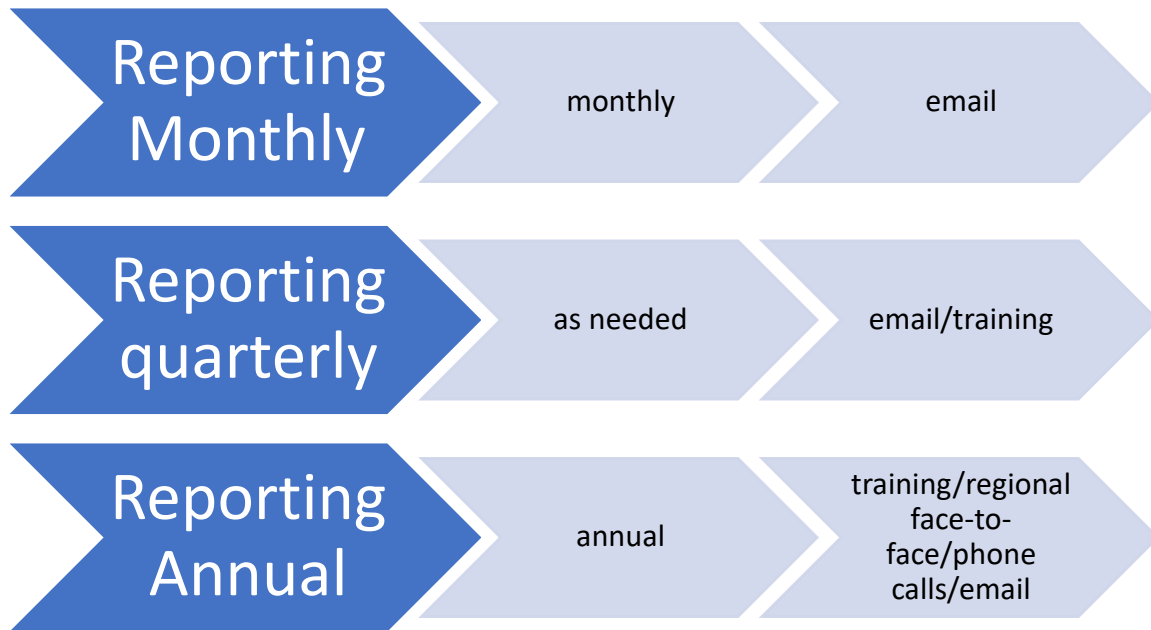 Reporting
Monthly
monthly
email
Reporting
quarterly
as needed
email/training
Reporting
Annual
annual
training/regional
face-to-
face/phone
calls/email